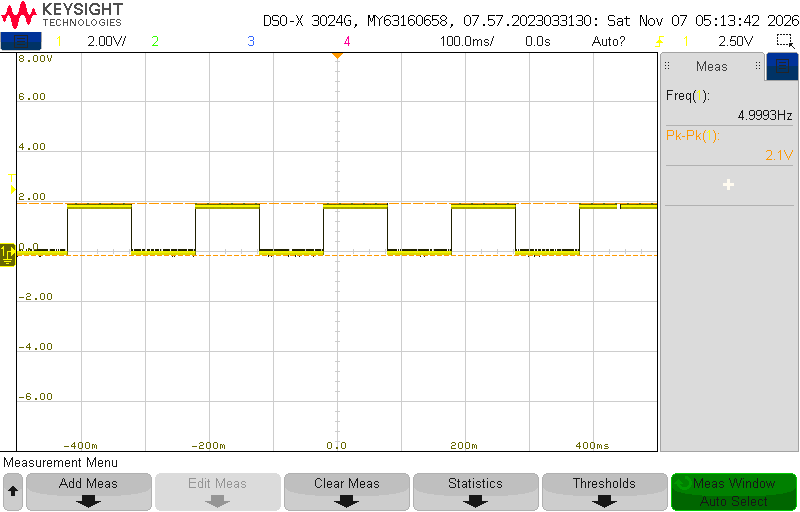 KEYSIGHT
TECHNOLOGIES
DSO-X 3024G, MY63160658, 07.57.2023033130: Sat Nov 07 05:13:42 2026
1 2.00V/ 2 3 4 100.0ms/ 0.0s Auto? 1 2.50V
8.00V
6.00
4.00
2.00
0.0
-2.00
-4.00
-6.00
T
1
-400m -200m 0.0 200m 400ms
Meas
Freq( ):
4.9993Hz
Pk-Pk( ):
2.1V
Measurement Menu
Add Meas
Edit Meas
Clear Meas
Statistics
Thresholds
Meas Window
Auto Select